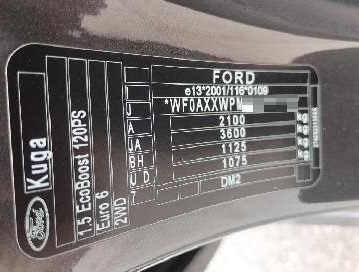 FORD
e13*2001/116*0109
*WF0AXXWPM
2100
3600
1125
1075
DM2
Kuga
1.5 EcoBoost 120PS
Euro 6
2WD
Ford